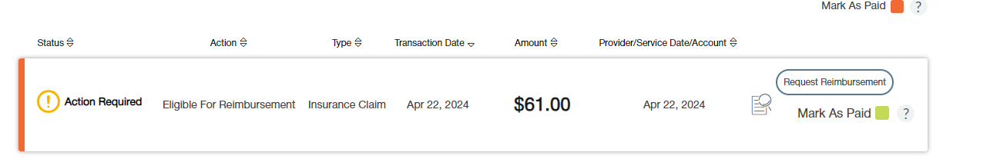 Mark As Paid ?
Status Action Type Transaction Date Amount Provider/Service Date/Account
Request Reimbursement
! Action Required Eligible For Reimbursement Insurance Claim Apr 22, 2024 $61.00 Apr 22, 2024
Mark As Paid ?